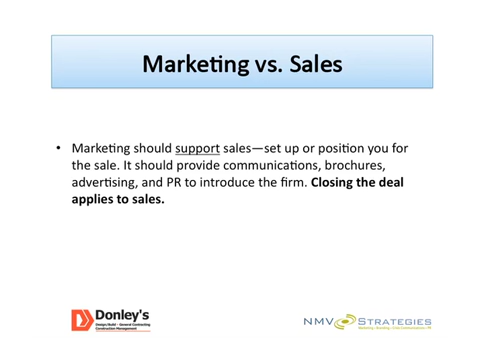 Marketing vs. Sales
• Marketing should support sales—set up or position you for
the sale. It should provide communications, brochures,
advertising, and PR to introduce the firm. Closing the deal
applies to sales.
Donley's
Design/Build - General Contracting
Construction Management
NMV STRATEGIES